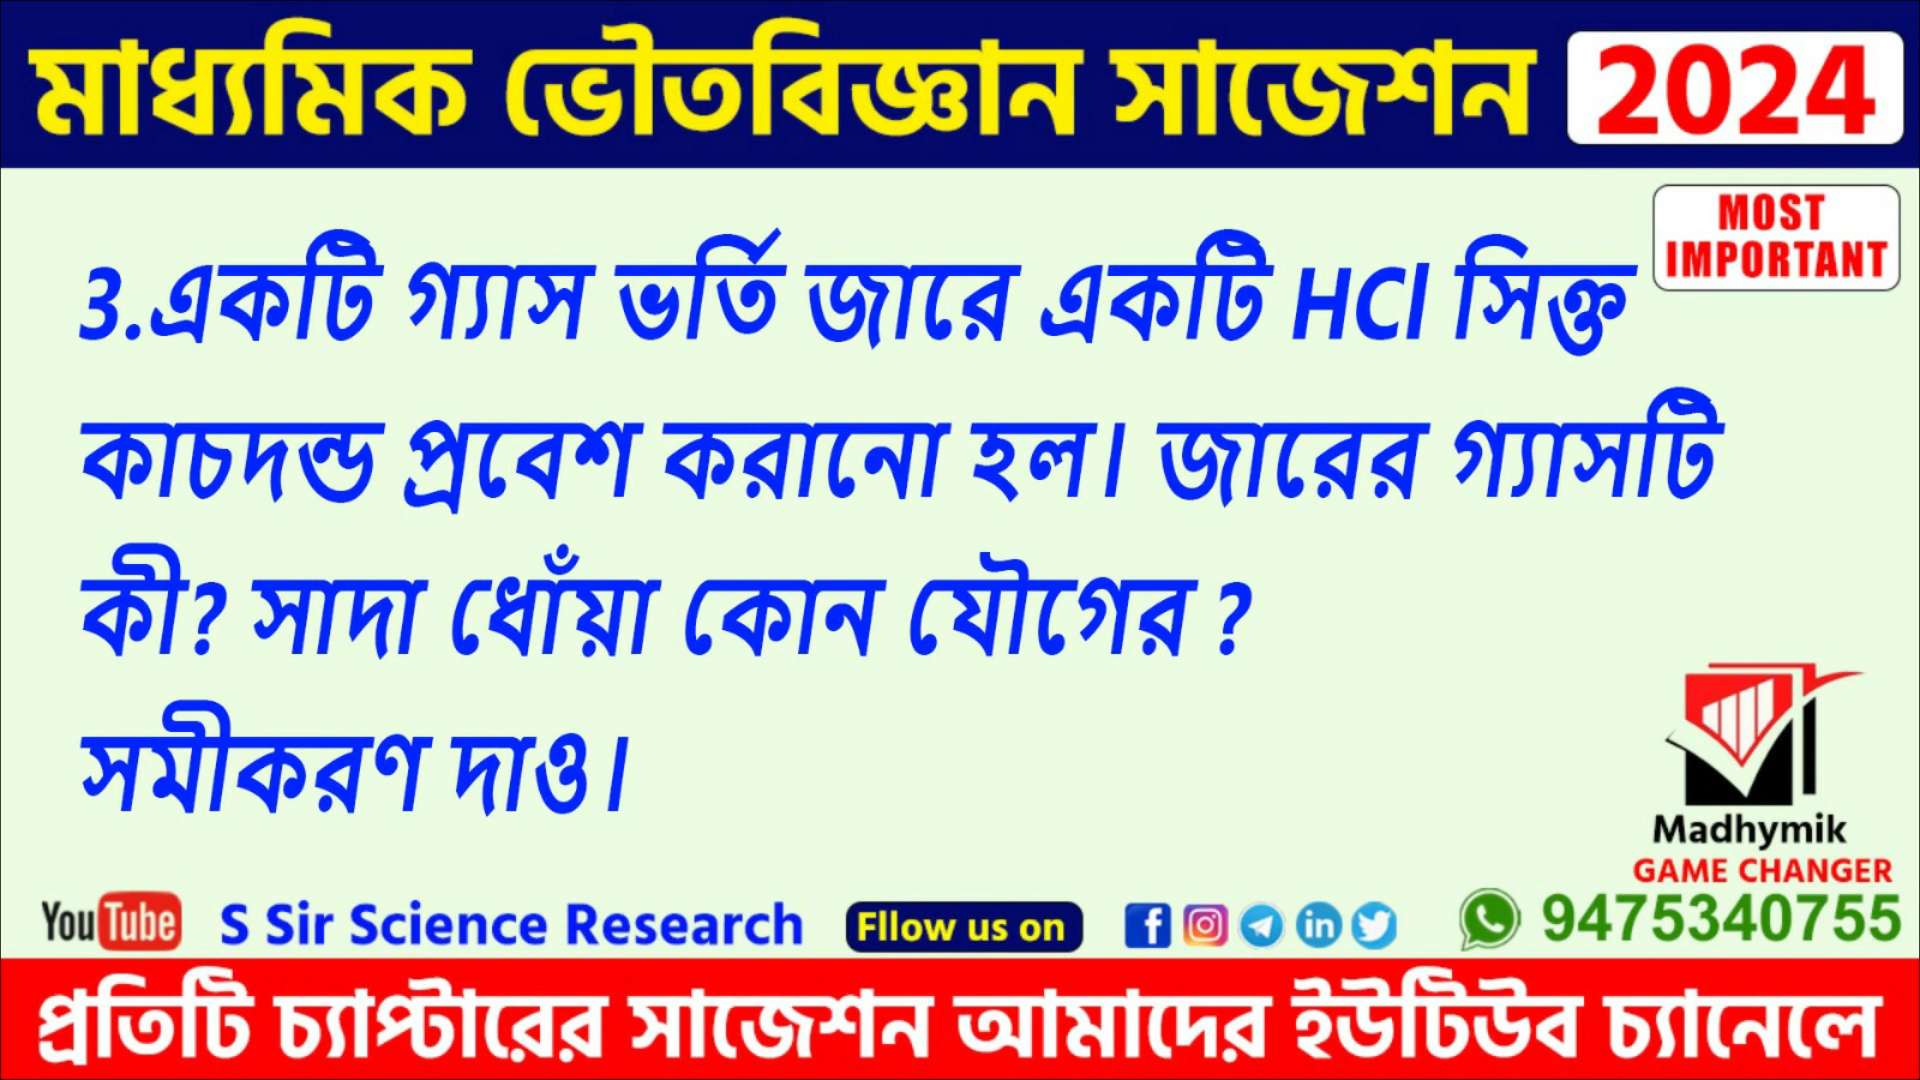 মাধ্যমিক ভৌতবিজ্ঞান সাজেশন 2024
MOST
IMPORTANT
3.একটি গ্যাস ভর্তি জারে একটি HCl সিক্ত
কাচদন্ড প্রবেশ করানো হল। জারের গ্যাসটি
কী? সাদা ধোঁয়া কোন যৌগের ?
সমীকরণ দাও।
Madhymik
GAME CHANGER
YouTube S Sir Science Research Fllow us on 9475340755
প্রতিটি চ্যাপ্টারের সাজেশন আমাদের ইউটিউব চ্যানেলে